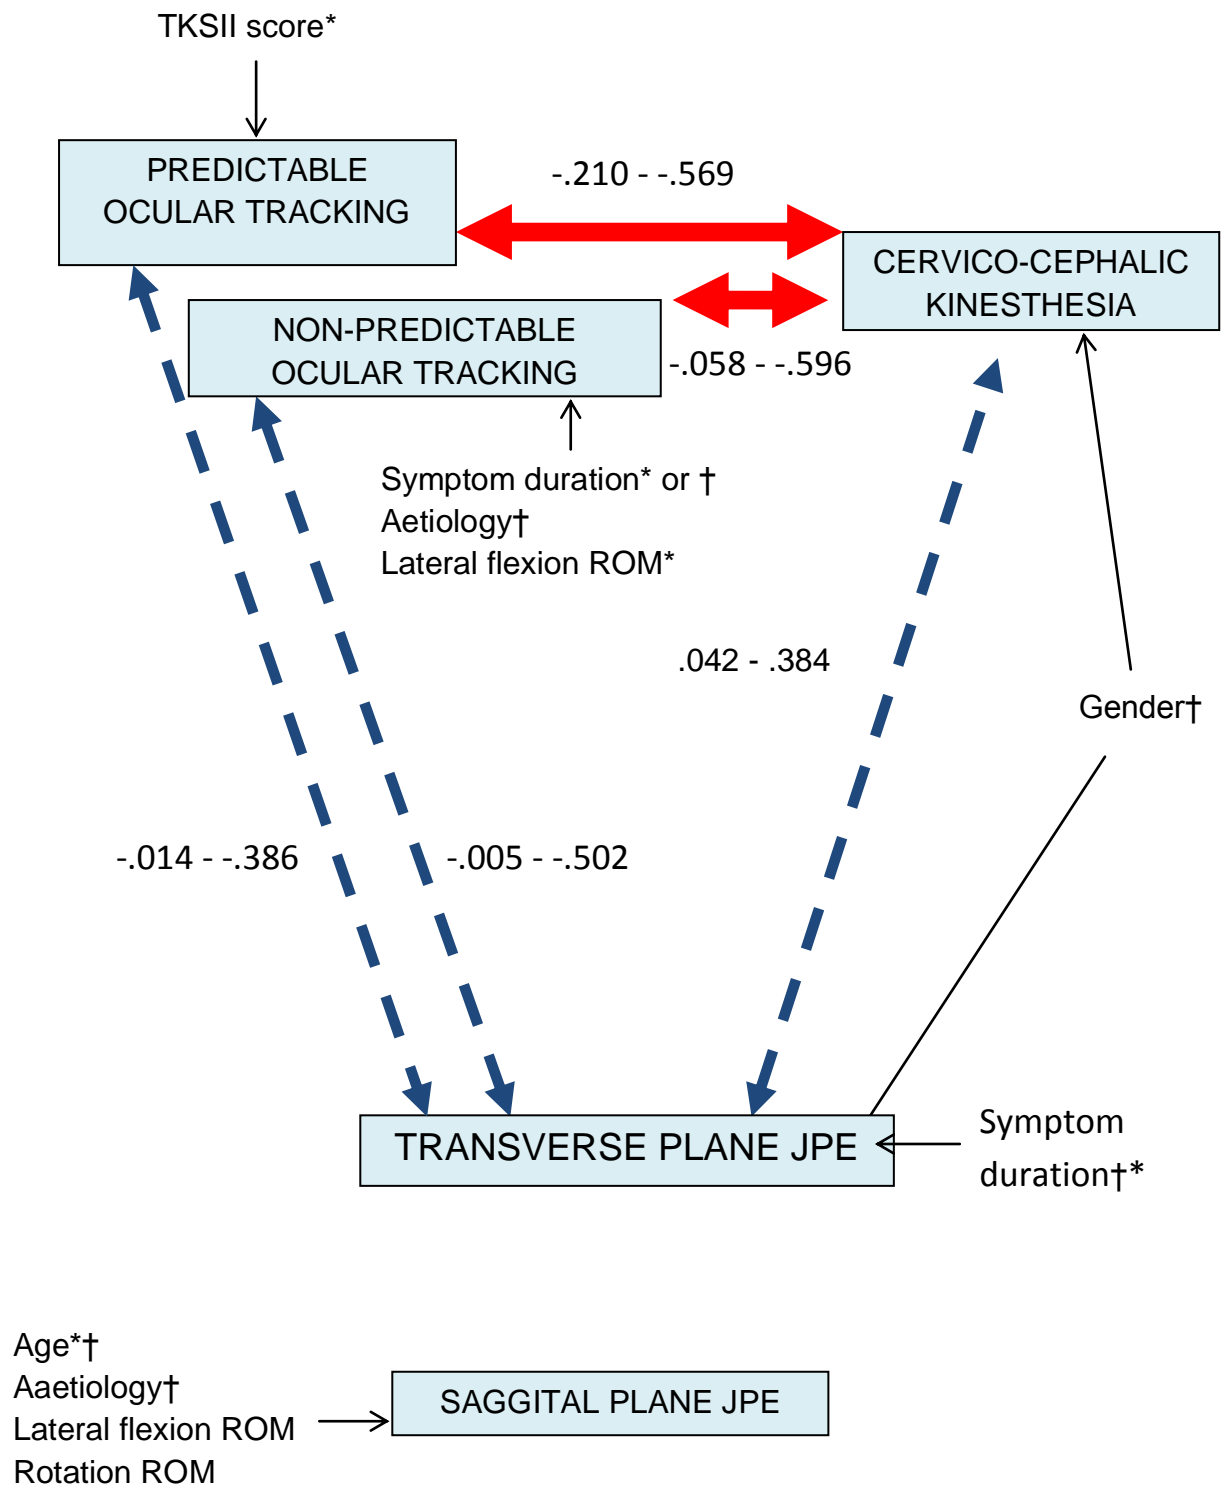 TKSII score*
PREDICTABLE
OCULAR TRACKING
-.210 - -.569
CERVICO-CEPHALIC
KINESTHESIA
NON-PREDICTABLE
OCULAR TRACKING
-.058 - -.596
Symptom duration* or †
Aetiology†
Lateral flexion ROM*
.042 - .384
Gender†
-.014 - -.386
-.005 - -.502
TRANSVERSE PLANE JPE
Symptom
duration†*
Age*†
Aaetiology†
Lateral flexion ROM
Rotation ROM
SAGGITAL PLANE JPE